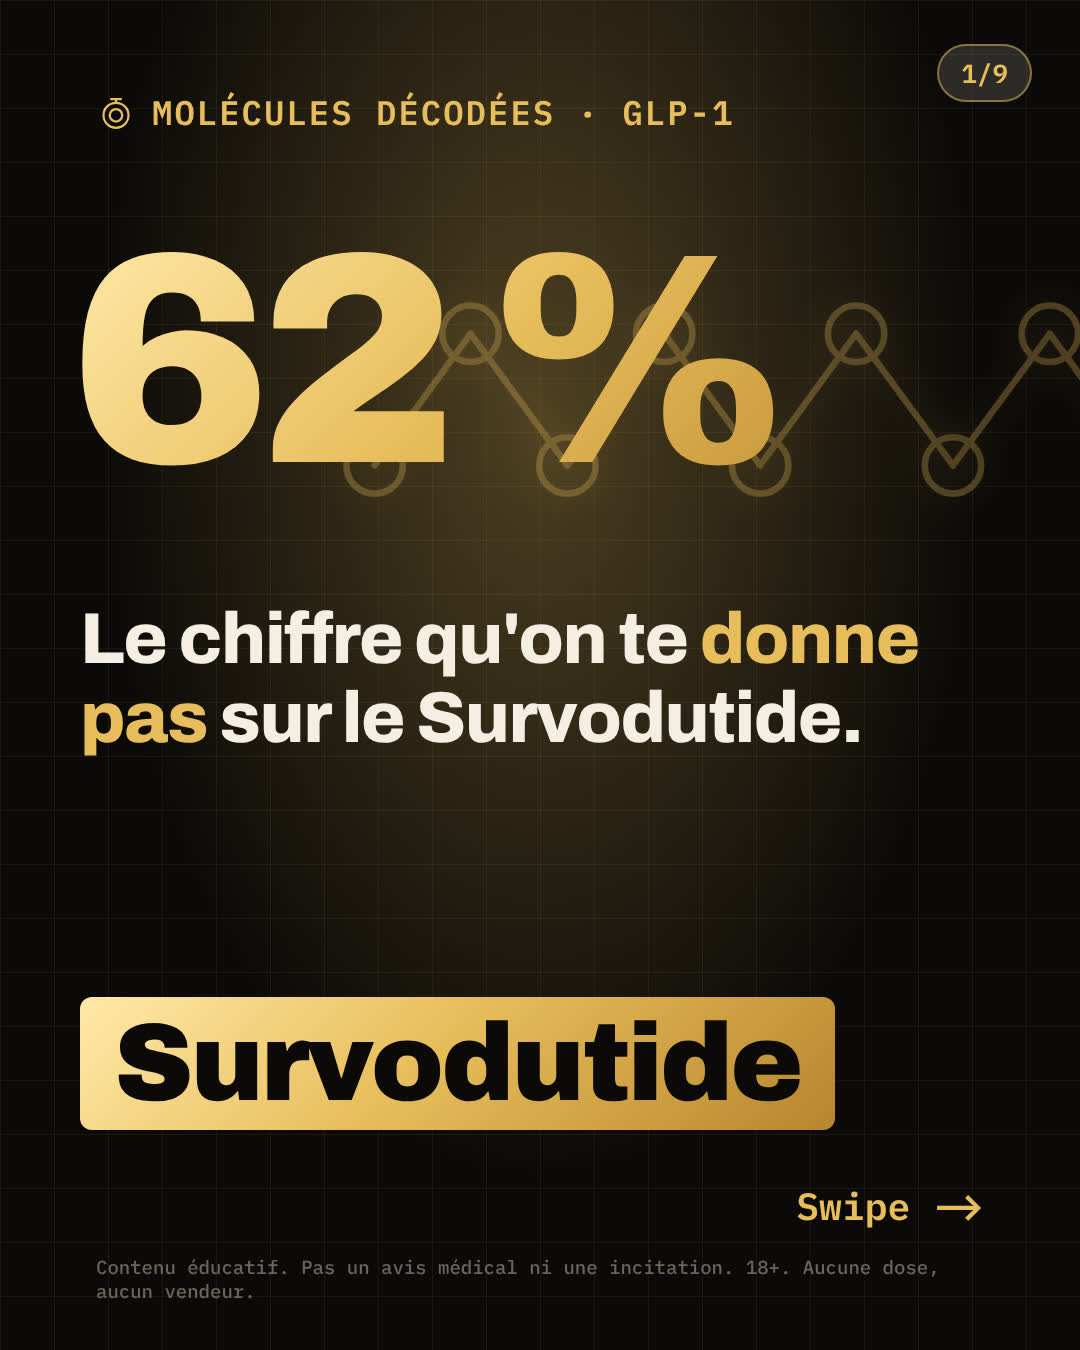 1/9
MOLÉCULES DÉCODÉES · GLP-1
62%
Le chiffre qu'on te donne
pas sur le Survodutide.
Survodutide
Swipe →
Contenu éducatif. Pas un avis médical ni une incitation. 18+. Aucune dose,
aucun vendeur.